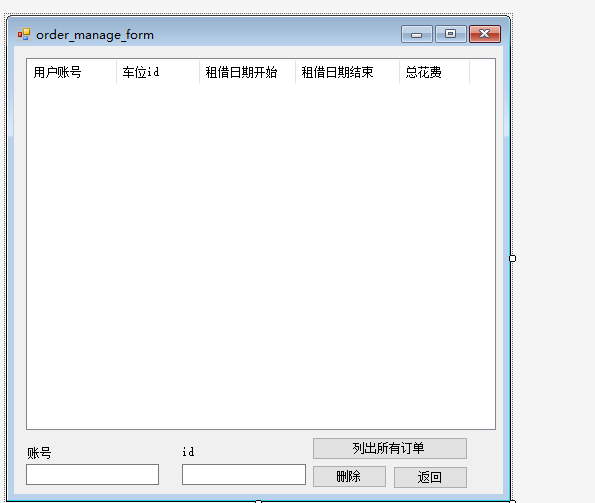 order_manage_form
用户账号 车位id 租借日期开始 租借日期结束 总花费
列出所有订单
账号 id
删除 返回